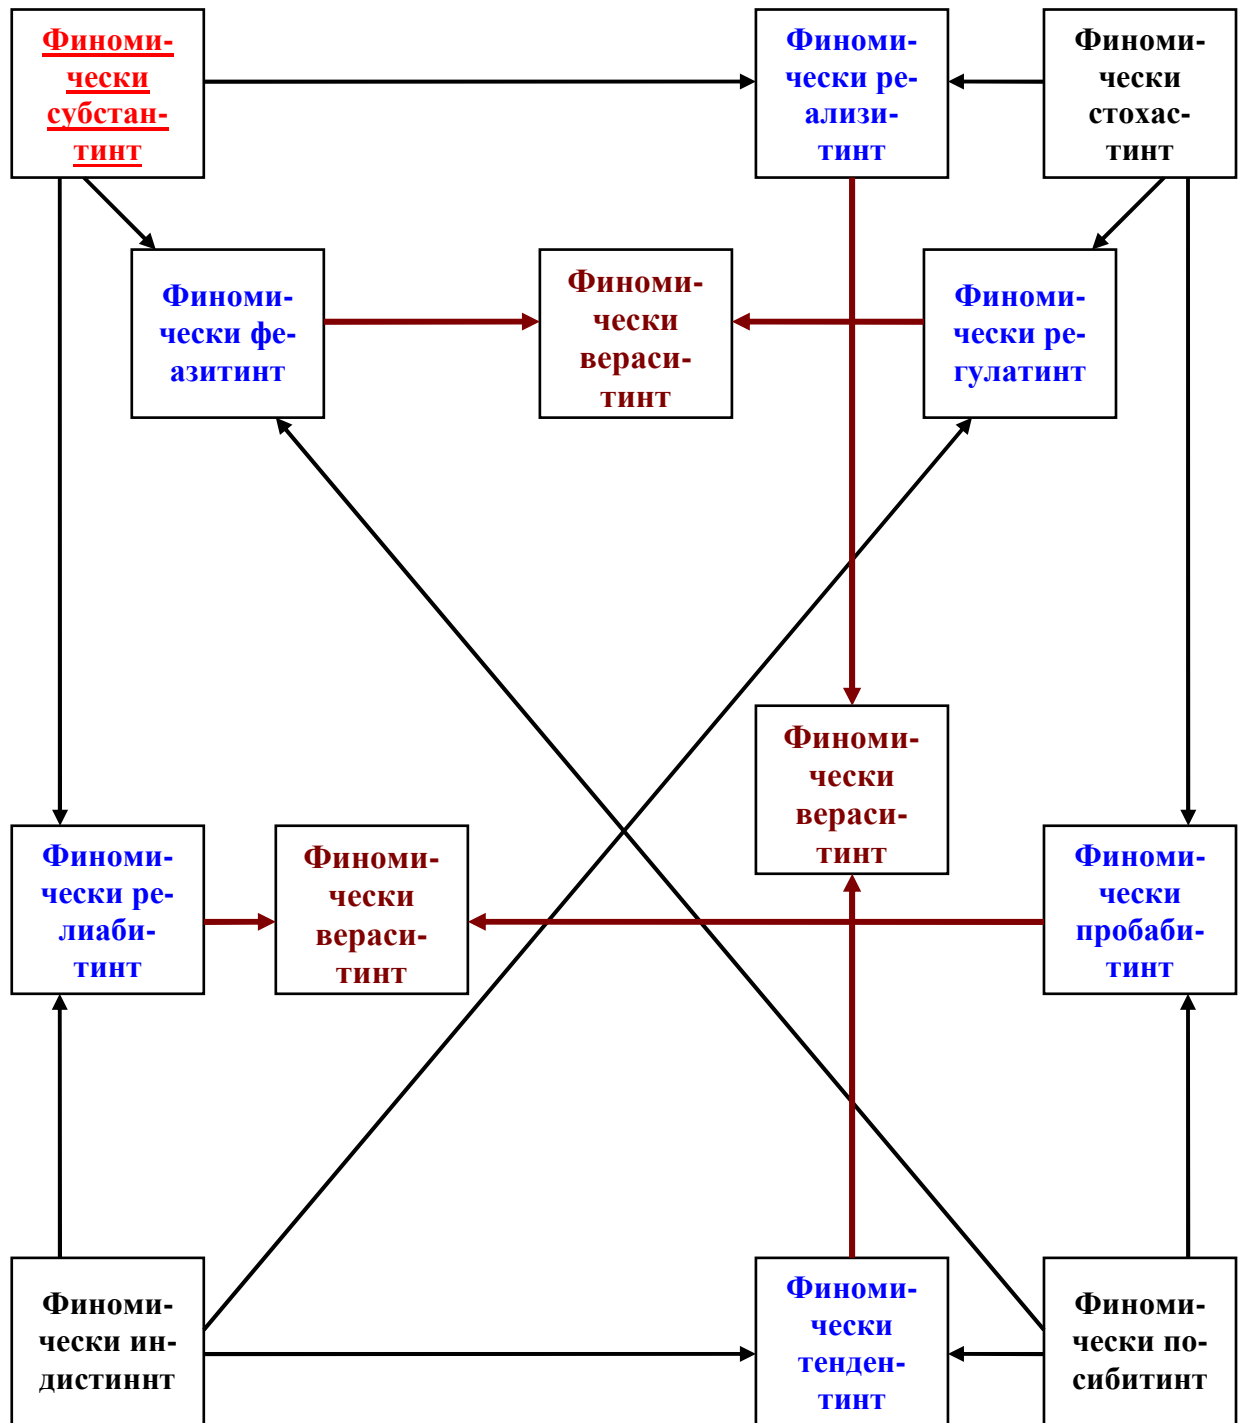 Финоми-
чески
субстан-
тинт
Финоми-
чески ре-
ализи-
тинт
Финоми-
чески
стохас-
тинт
Финоми-
чески фе-
азитинт
Финоми-
чески
вераси-
тинт
Финоми-
чески ре-
гулатинт
Финоми-
чески
вераси-
тинт
Финоми-
чески ре-
лиаби-
тинт
Финоми-
чески
вераси-
тинт
Финоми-
чески
пробаби-
тинт
Финоми-
чески ин-
дистиннт
Финоми-
чески
тенден-
тинт
Финоми-
чески по-
сибитинт